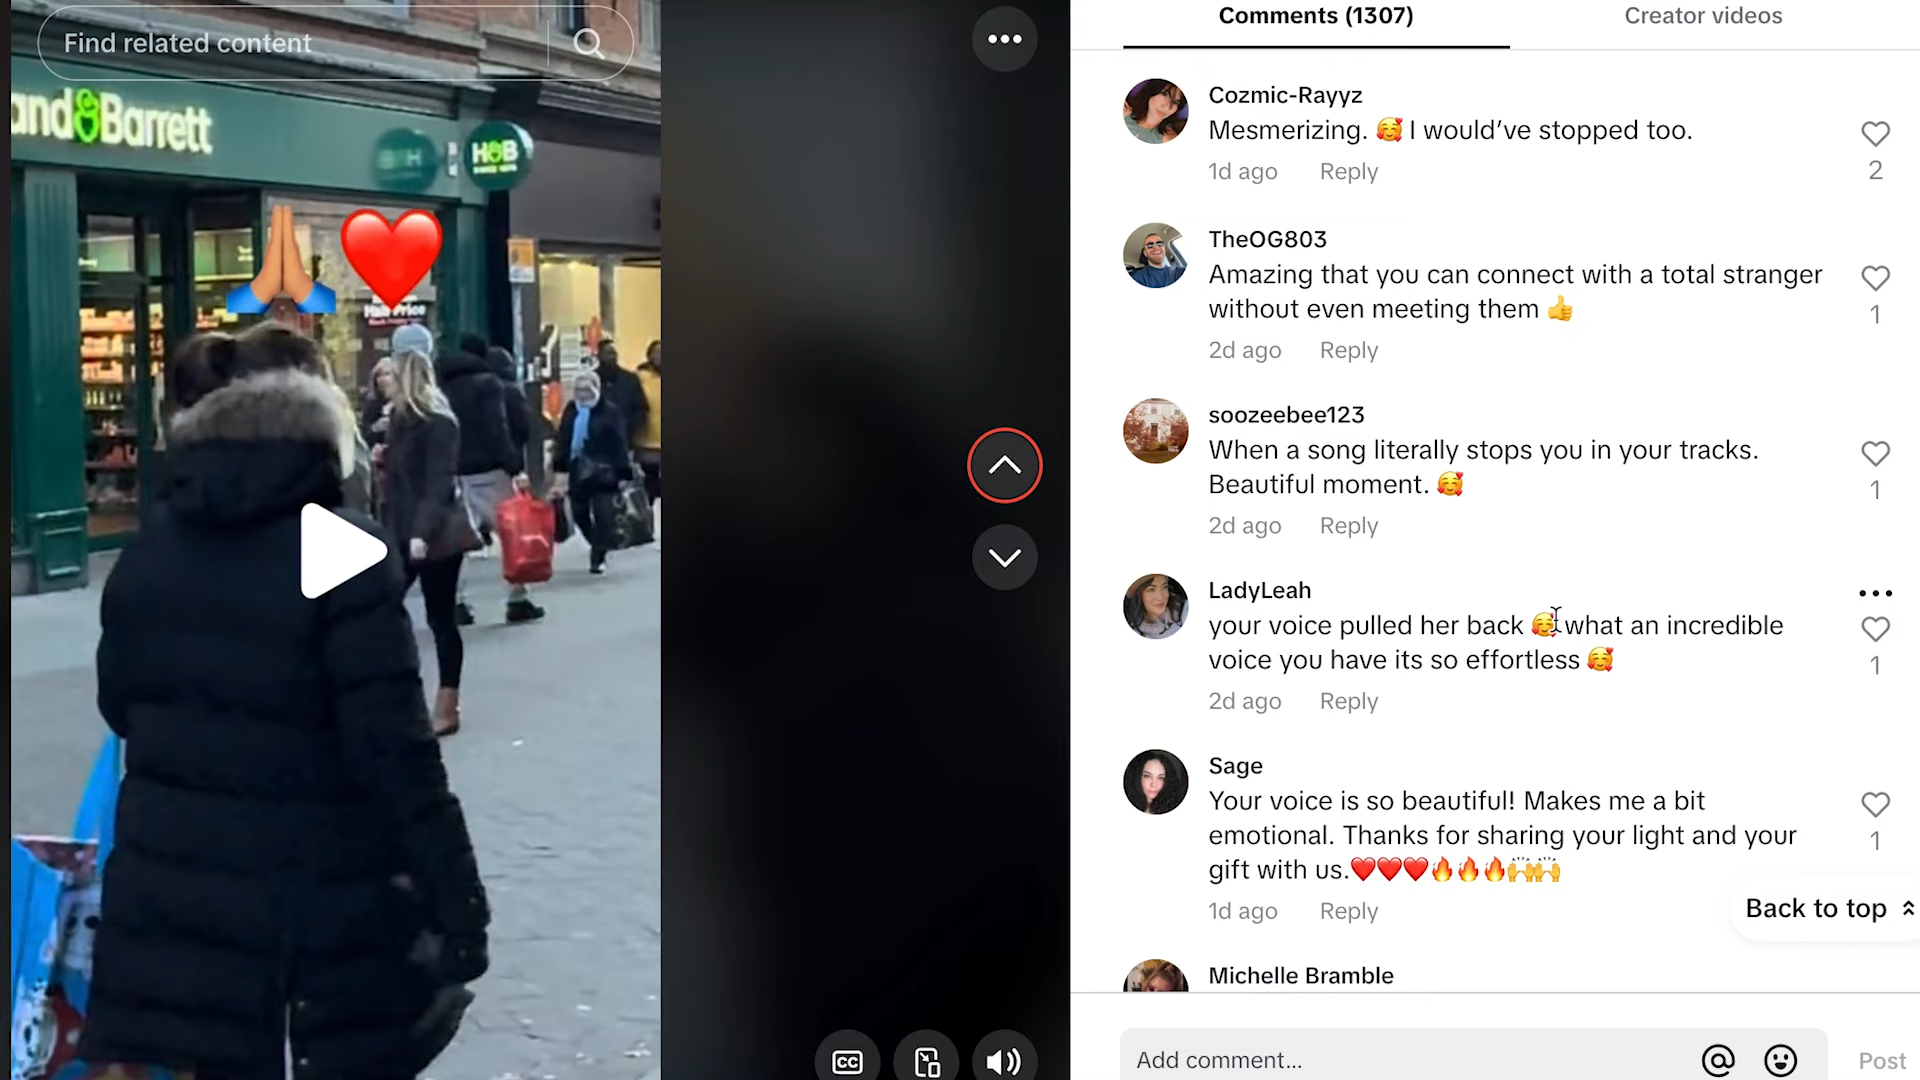 Find related content
and Barrett
H&B
Half Price
Comments (1307)
Creator videos
Cozmic-Rayyz
Mesmerizing. 🥰 I would’ve stopped too.
1d ago Reply
2
TheOG803
Amazing that you can connect with a total stranger
without even meeting them 👍
2d ago Reply
1
soozeebee123
When a song literally stops you in your tracks.
Beautiful moment. 🥰
2d ago Reply
1
LadyLeah
your voice pulled her back 🥰 what an incredible
voice you have its so effortless 🥰
2d ago Reply
1
Sage
Your voice is so beautiful! Makes me a bit
emotional. Thanks for sharing your light and your
gift with us.❤️❤️❤️🔥🔥🔥🙌🙌
1d ago Reply
1
Back to top
Michelle Bramble
Add comment...
Post
CC